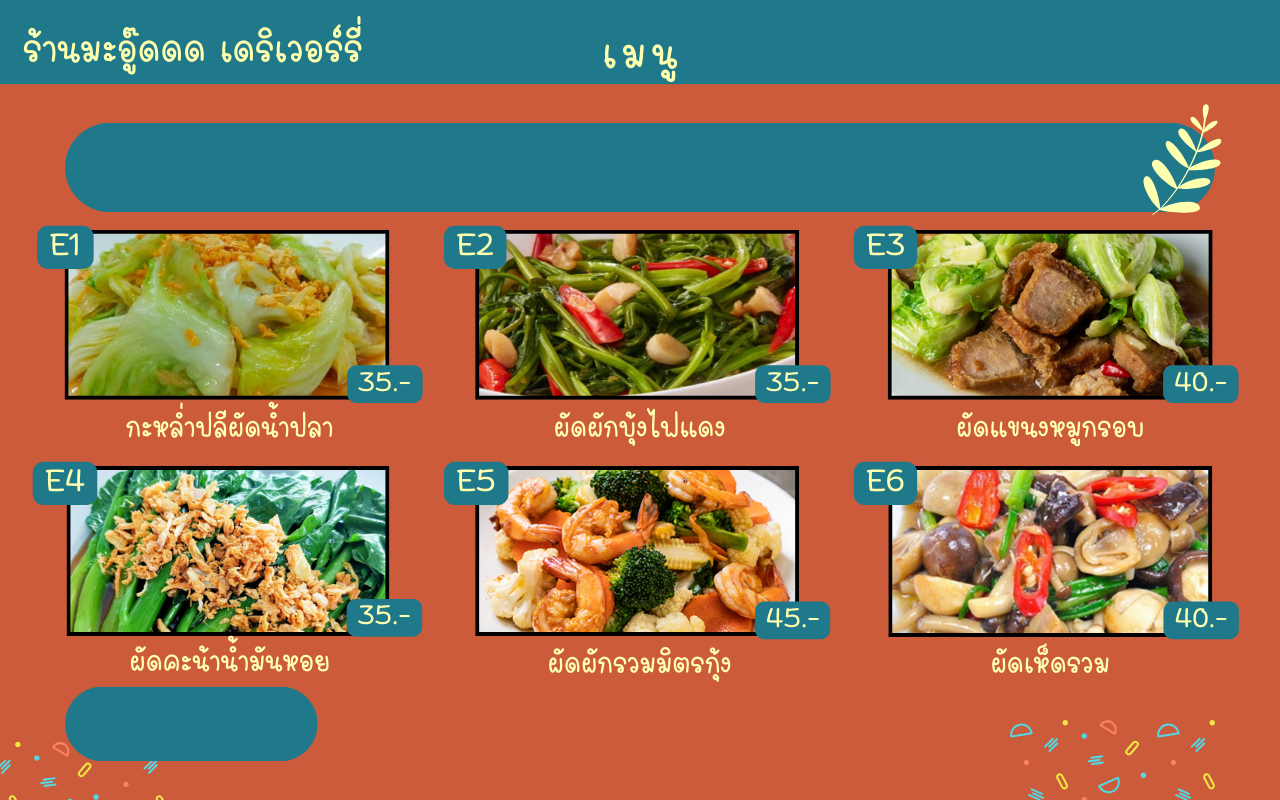 ร้านมะอู๊ดดด เดริเวอร์รี่
เมนู
E1
35.-
กะหล่ำปลีผัดน้ำปลา
E2
35.-
ผัดผักบุ้งไฟแดง
E3
40.-
ผัดแขนงหมูกรอบ
E4
35.-
ผัดคะน้าน้ำมันหอย
E5
45.-
ผัดผักรวมมิตรกุ้ง
E6
40.-
ผัดเห็ดรวม